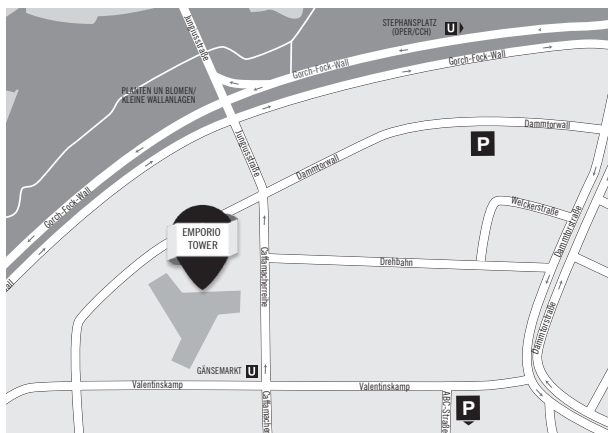 STEPHANSPLATZ
(OPER/CCH)
U
Jungiusstraße
Gorch-Fock-Wall
Gorch-Fock-Wall
PLANTEN UN BLOMEN/
KLEINE WALLANLAGEN
Dammtorwall
P
Jungiusstraße
Dammtorwall
Gorch-Fock-Wall
Welckerstraße
Dammtorstraße
EMPORIO
TOWER
Caffamacherreihe
Drehbahn
Dammtorstraße
GÄNSEMARKT U
Valentinskamp
Valentinskamp
ABC-Straße
P